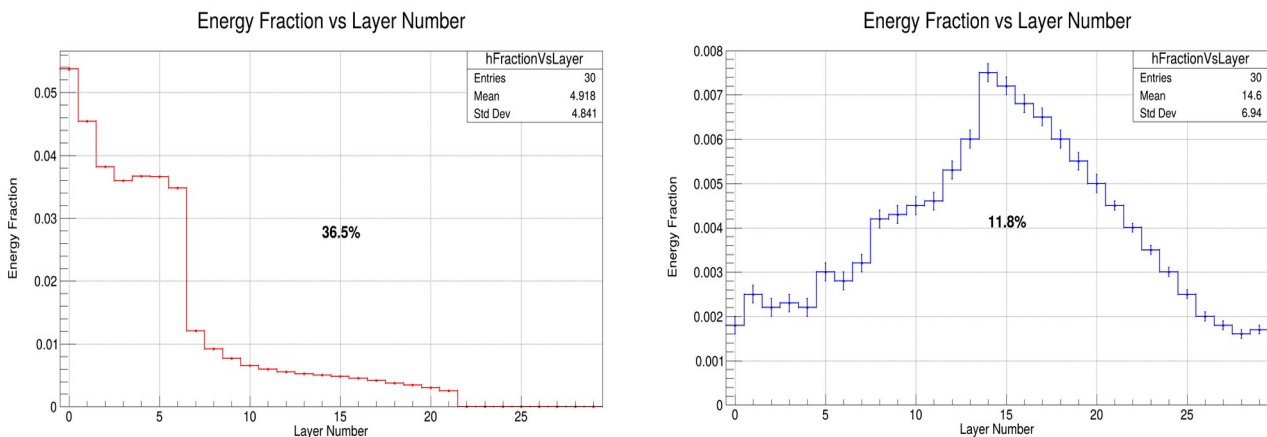 Energy Fraction vs Layer Number
hFractionVsLayer
Entries 30
Mean 4.918
Std Dev 4.841
Energy Fraction
0.05
0.04
0.03
0.02
0.01
0
36.5%
0 5 10 15 20 25
Layer Number
Energy Fraction vs Layer Number
hFractionVsLayer
Entries 30
Mean 14.6
Std Dev 6.94
Energy Fraction
0.008
0.007
0.006
0.005
0.004
0.003
0.002
0.001
0
11.8%
0 5 10 15 20 25
Layer Number